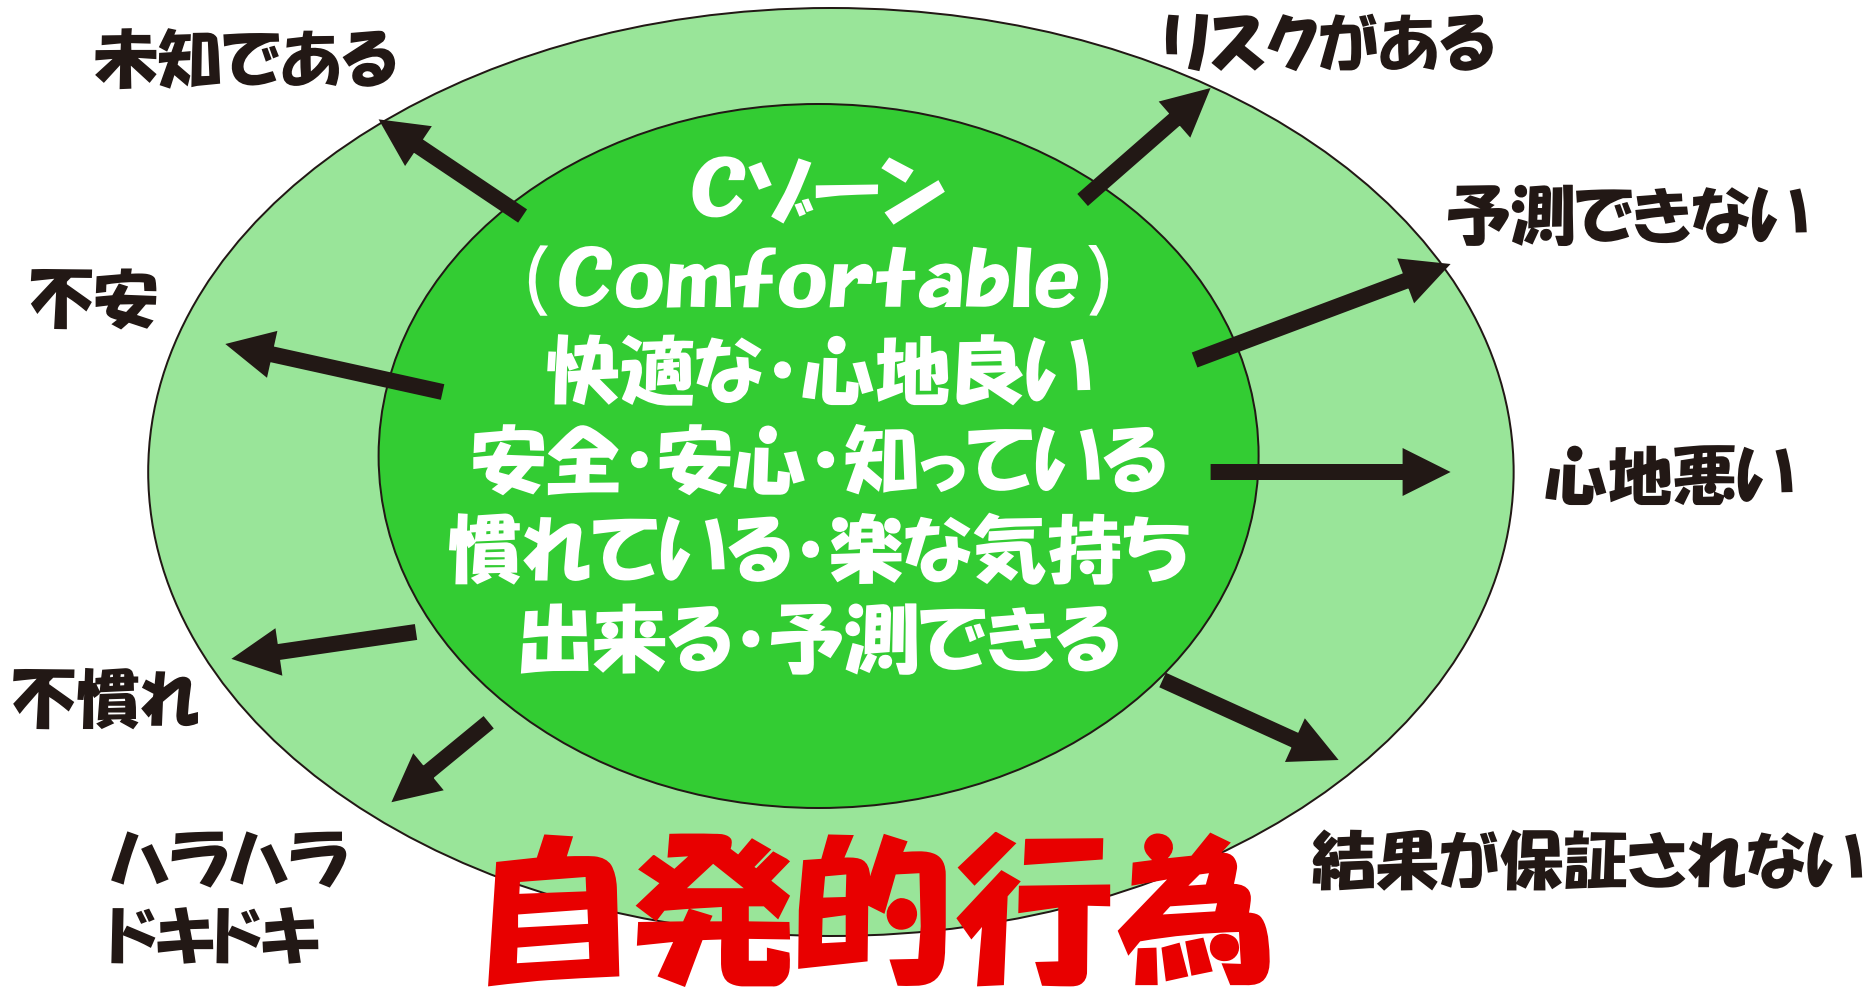 未知である
リスクがある
Cゾーン
（Comfortable）
快適な・心地良い
安全・安心・知っている
慣れている・楽な気持ち
出来る・予測できる
予測できない
不安
心地悪い
不慣れ
ハラハラ
ドキドキ
結果が保証されない
自発的行為